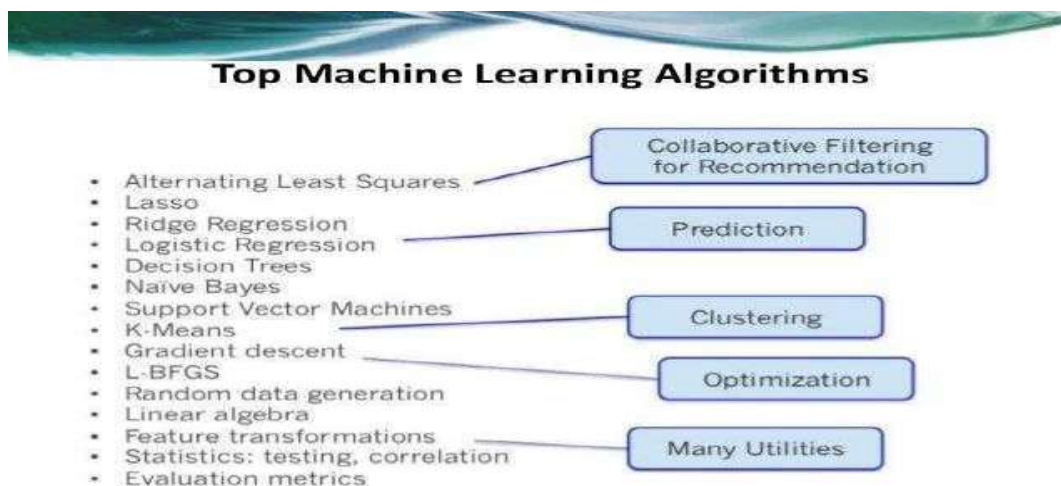 Top Machine Learning Algorithms
Collaborative Filtering
for Recommendation
• Alternating Least Squares
• Lasso
• Ridge Regression
Prediction
• Logistic Regression
• Decision Trees
• Naïve Bayes
• Support Vector Machines
Clustering
• K-Means
• Gradient descent
• L-BFGS
Optimization
• Random data generation
• Linear algebra
• Feature transformations
Many Utilities
• Statistics: testing, correlation
• Evaluation metrics